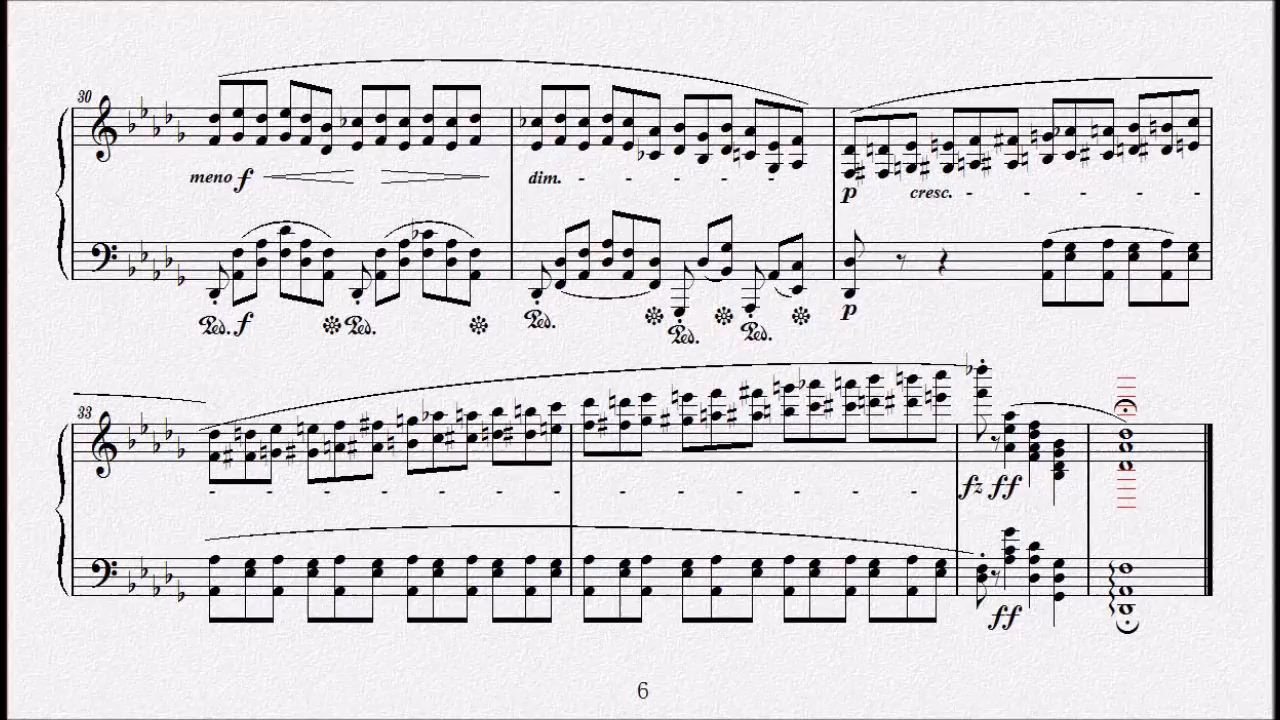 30
meno f
dim.
p
cresc.
Ped. f
Ped.
Ped.
Ped.
Ped.
p
33
fz ff
ff
6